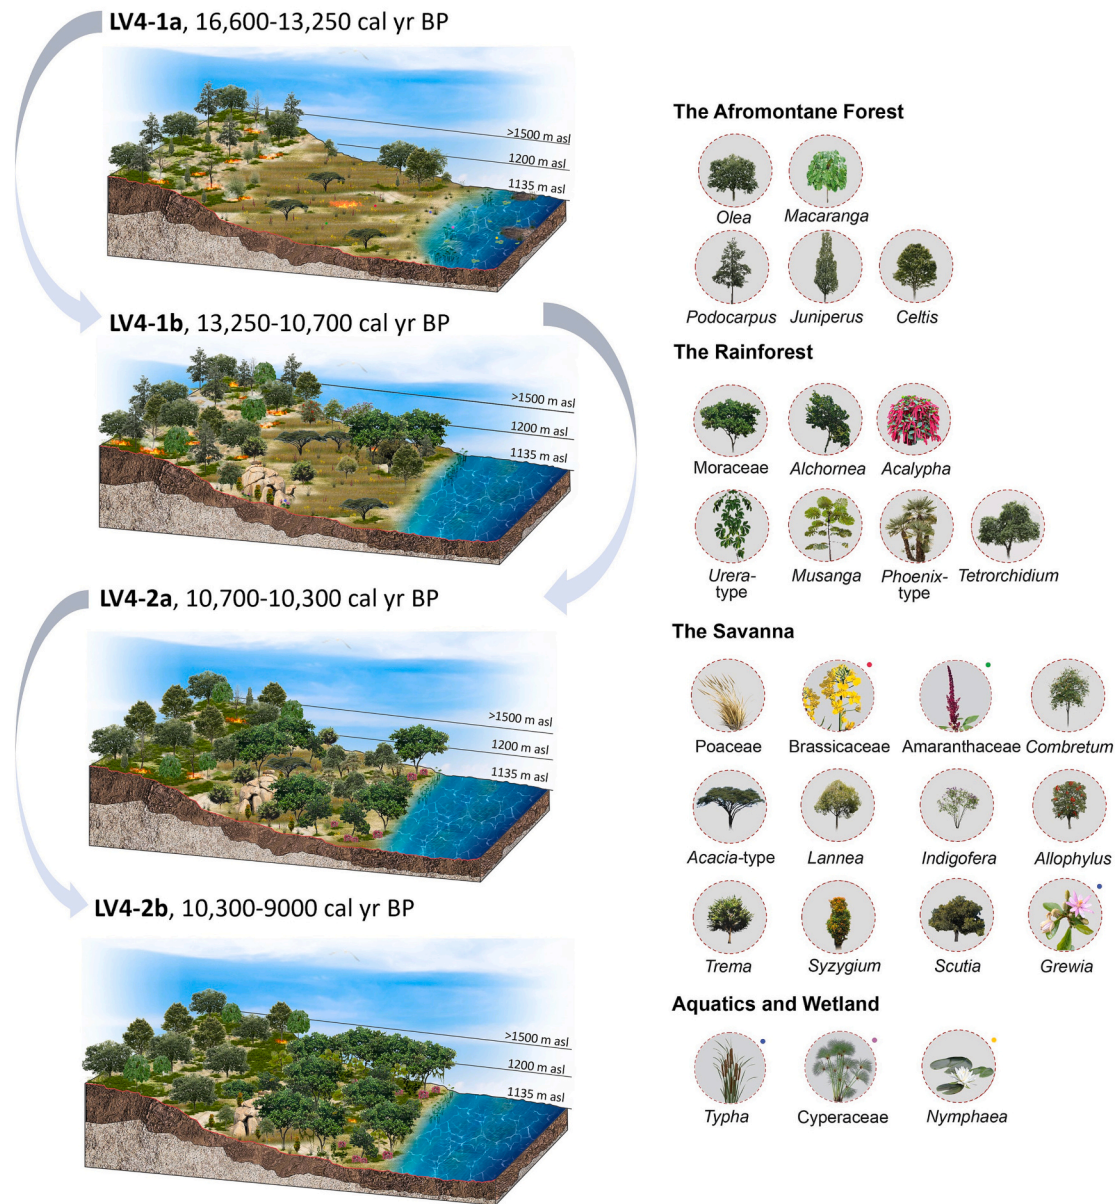 LV4-1a, 16,600-13,250 cal yr BP
>1500 m asl
1200 m asl
1135 m asl
LV4-1b, 13,250-10,700 cal yr BP
>1500 m asl
1200 m asl
1135 m asl
LV4-2a, 10,700-10,300 cal yr BP
>1500 m asl
1200 m asl
1135 m asl
LV4-2b, 10,300-9000 cal yr BP
>1500 m asl
1200 m asl
1135 m asl
The Afromontane Forest
Olea Macaranga
Podocarpus Juniperus Celtis
The Rainforest
Moraceae Alchornea Acalypha
Urera-type Musanga Phoenix-type Tetrorchidium
The Savanna
Poaceae Brassicaceae Amaranthaceae Combretum
Acacia-type Lannea Indigofera Allophylus
Trema Syzygium Scutia Grewia
Aquatics and Wetland
Typha Cyperaceae Nymphaea